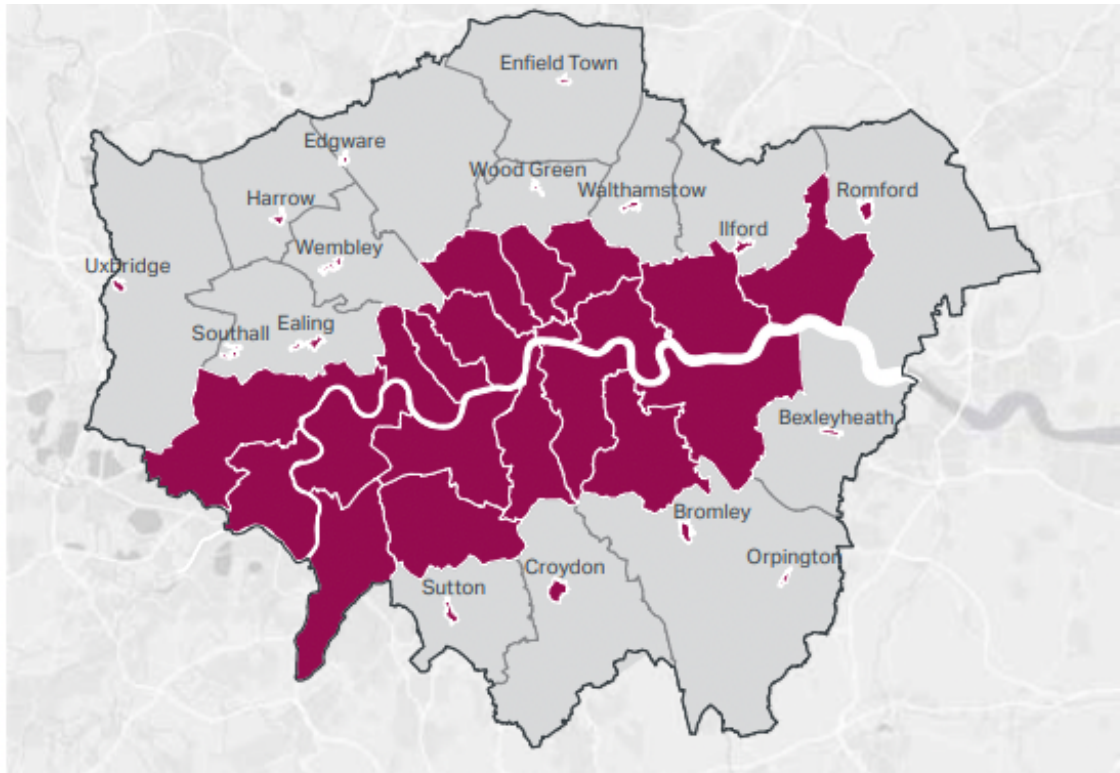 Enfield Town
Edgware
Wood Green
Walthamstow
Romford
Harrow
Ilford
Wembley
Uxbridge
Southall
Ealing
Bexleyheath
Bromley
Orpington
Croydon
Sutton